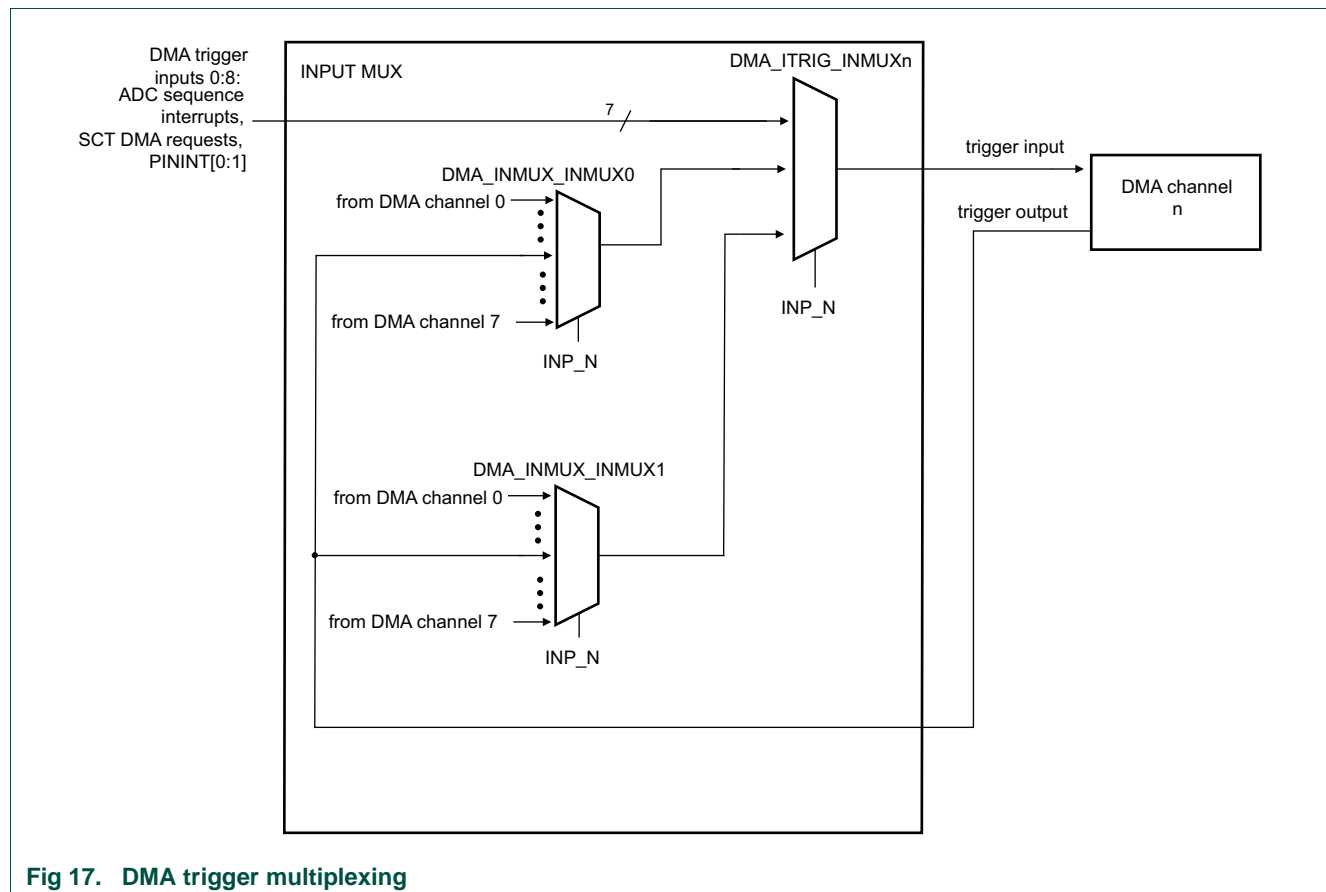 DMA trigger
inputs 0:8:
ADC sequence
interrupts,
SCT DMA requests,
PININT[0:1]
INPUT MUX
DMA_ITRIG_INMUXn
7
trigger input
DMA channel
n
trigger output
DMA_INMUX_INMUX0
from DMA channel 0
from DMA channel 7
INP_N
INP_N
DMA_INMUX_INMUX1
from DMA channel 0
from DMA channel 7
INP_N
Fig 17. DMA trigger multiplexing